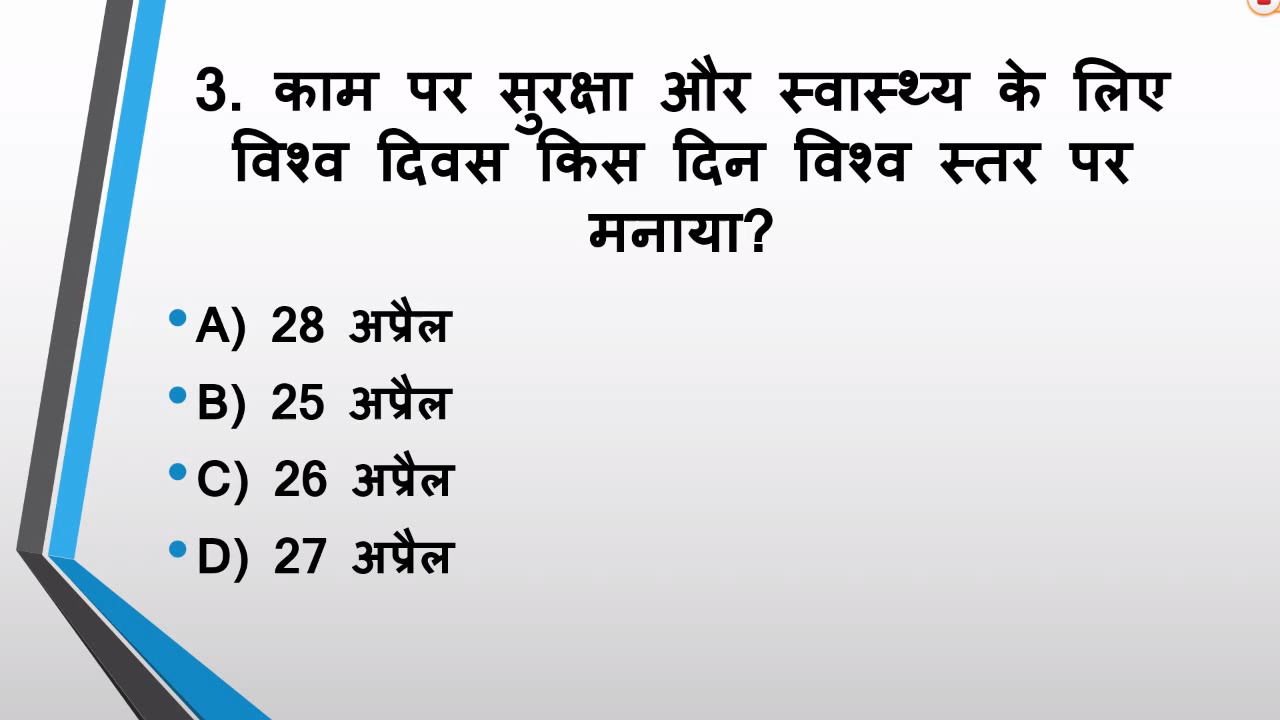 3. काम पर सुरक्षा और स्वास्थ्य के लिए
विश्व दिवस किस दिन विश्व स्तर पर
मनाया?
A) 28 अप्रैल
B) 25 अप्रैल
C) 26 अप्रैल
D) 27 अप्रैल